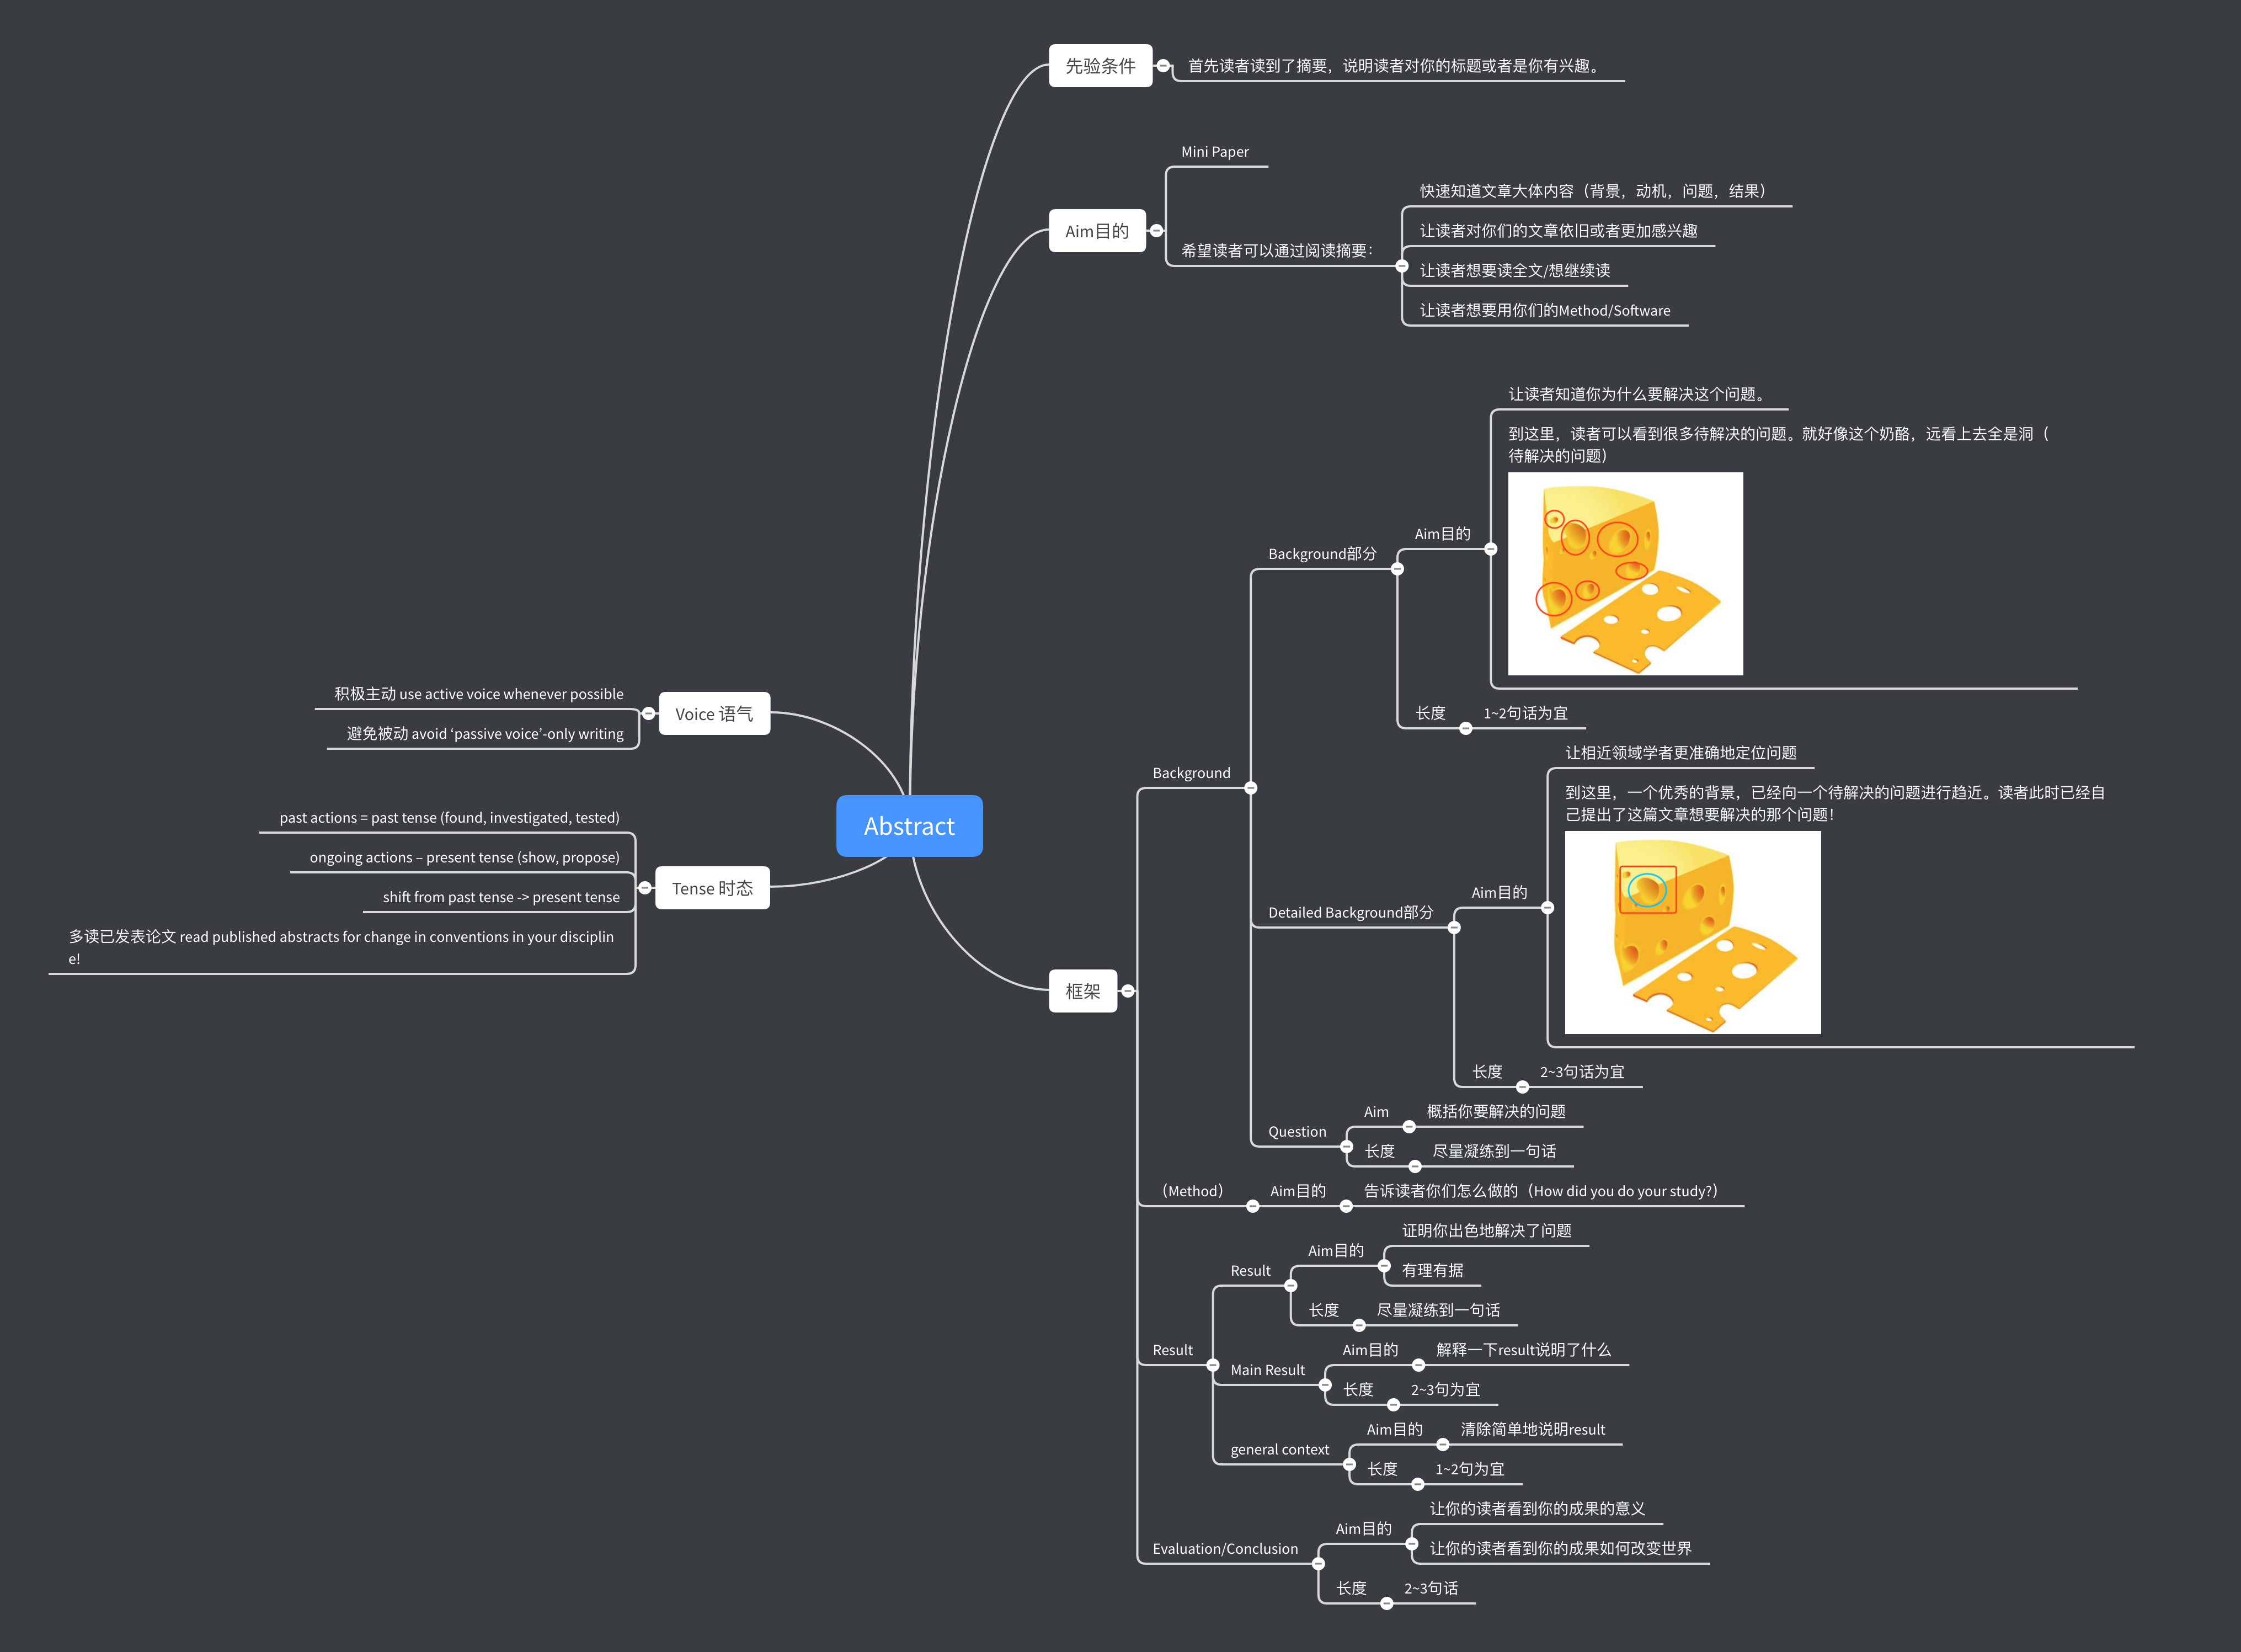 先验条件
首先读者读到了摘要，说明读者对你的标题或者是你有兴趣。
Aim目的
Mini Paper
希望读者可以通过阅读摘要：
快速知道文章大体内容（背景，动机，问题，结果）
让读者对你们的文章依旧或者更加感兴趣
让读者想要读全文/想继续读
让读者想要用你们的Method/Software
Abstract
框架
Background
Background部分
Aim目的
让读者知道你为什么要解决这个问题。
到这里，读者可以看到很多待解决的问题。就好像这个奶酪，远看上去全是洞（
待解决的问题）
长度
1~2句话为宜
Detailed Background部分
Aim目的
让相近领域学者更准确地定位问题
到这里，一个优秀的背景，已经向一个待解决的问题进行趋近。读者此时已经自
己提出了这篇文章想要解决的那个问题！
长度
2~3句话为宜
Question
Aim
概括你要解决的问题
长度
尽量凝练到一句话
（Method）
Aim目的
告诉读者你们怎么做的（How did you do your study?）
Result
Result
Aim目的
证明你出色地解决了问题
有理有据
长度
尽量凝练到一句话
Main Result
Aim目的
解释一下result说明了什么
长度
2~3句为宜
general context
Aim目的
清除简单地说明result
长度
1~2句为宜
Evaluation/Conclusion
Aim目的
让你的读者看到你的成果的意义
让你的读者看到你的成果如何改变世界
长度
2~3句话
Voice 语气
积极主动 use active voice whenever possible
避免被动 avoid ‘passive voice’-only writing
Tense 时态
past actions = past tense (found, investigated, tested)
ongoing actions – present tense (show, propose)
shift from past tense -> present tense
多读已发表论文 read published abstracts for change in conventions in your disciplin
e!